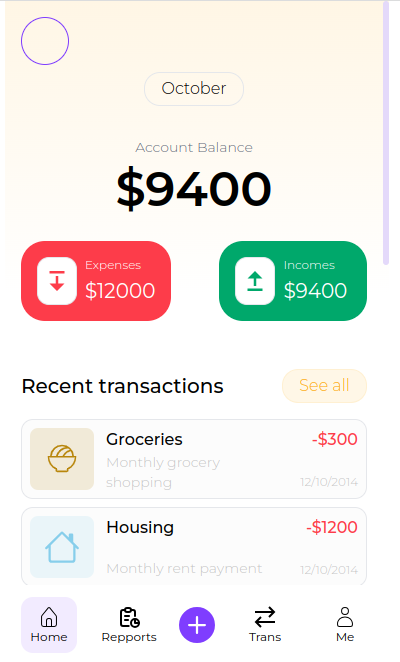 October
Account Balance
$9400
Expenses
$12000
Incomes
$9400
Recent transactions
See all
Groceries
-$300
Monthly grocery
shopping
12/10/2014
Housing
-$1200
Monthly rent payment
12/10/2014
Home
Repports
Trans
Me